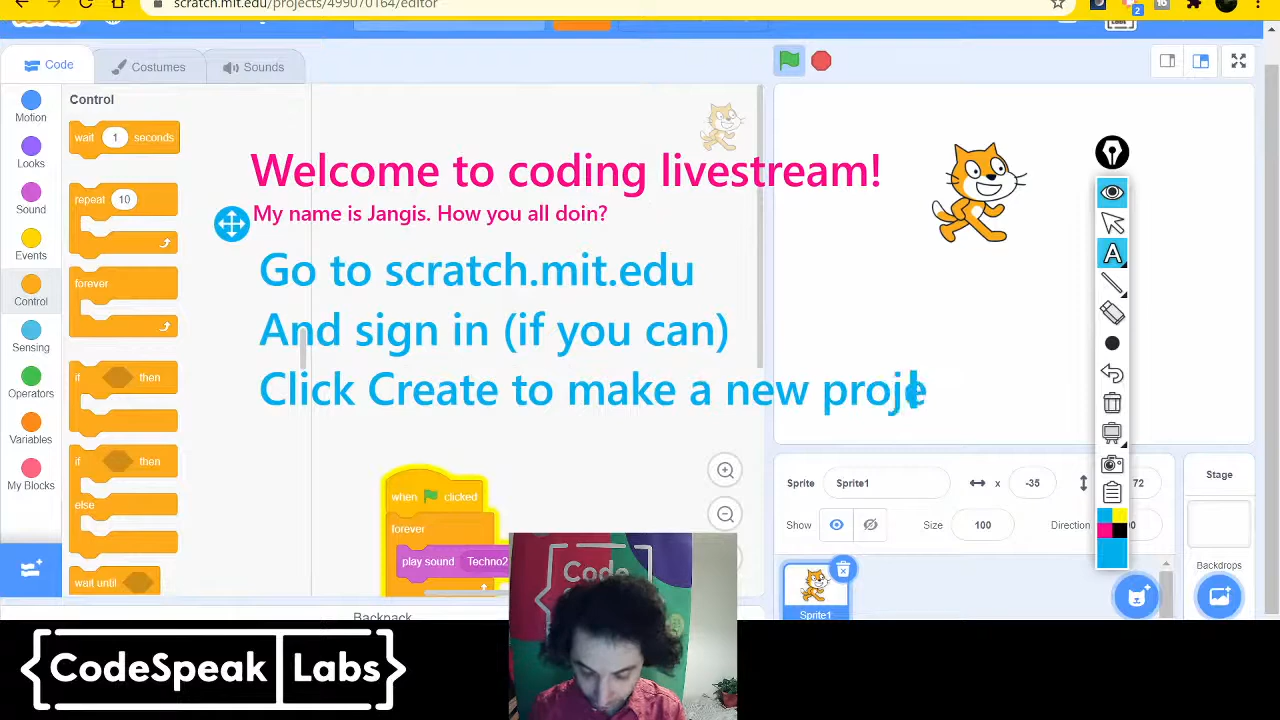 scratch.mit.edu/projects/499070164/editor
2
Code
Costumes
Sounds
Motion
Looks
Sound
Events
Control
Sensing
Operators
Variables
My Blocks
Control
wait 1 seconds
repeat 10
forever
if then
if then
else
wait until
Welcome to coding livestream!
My name is Jangis. How you all doin?
Go to scratch.mit.edu
And sign in (if you can)
Click Create to make a new proje
when clicked
forever
play sound Techno2
Backpack
A
Sprite
Sprite1
x
-35
72
Show
Size
100
Direction
Sprite1
Stage
Backdrops
Code
{CodeSpeak Labs}